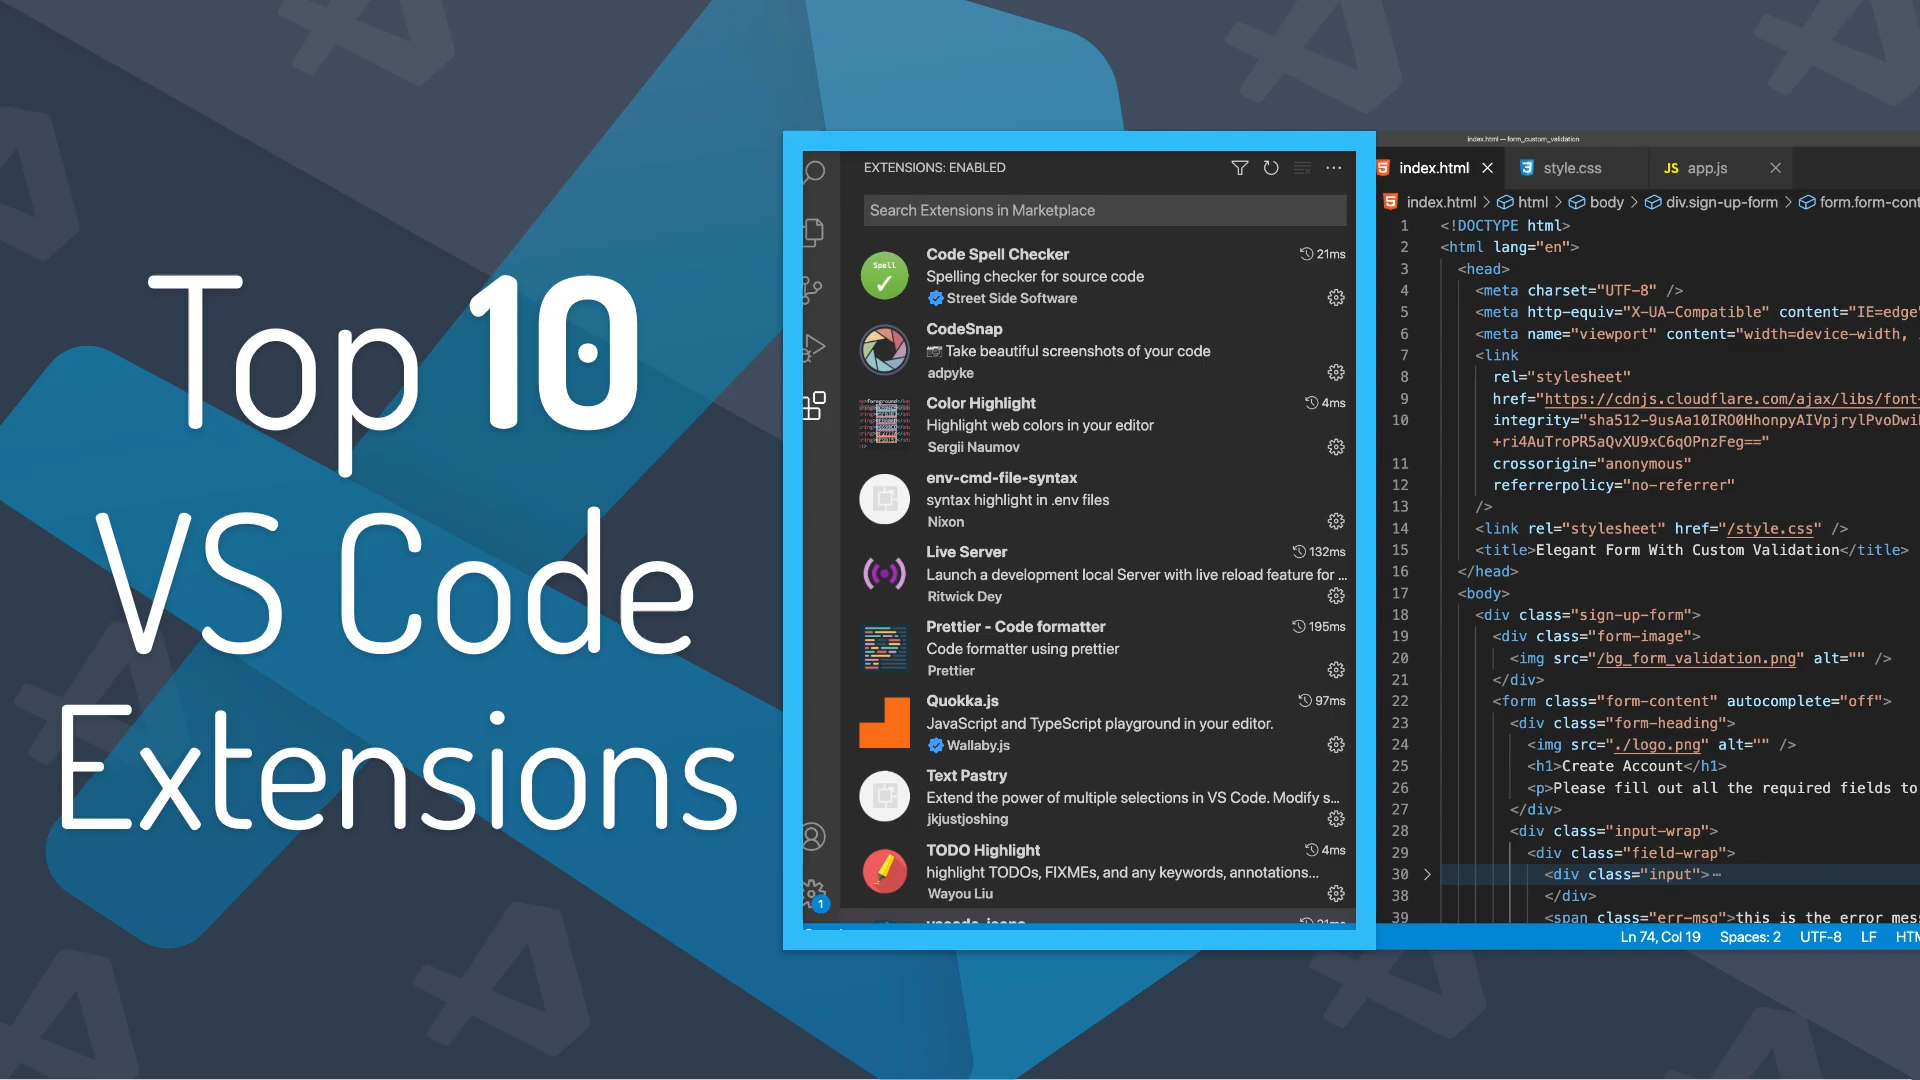 Top 10
VS Code
Extensions
EXTENSIONS: ENABLED
Search Extensions in Marketplace
Spell
Code Spell Checker 21ms
Spelling checker for source code
Street Side Software
CodeSnap
Take beautiful screenshots of your code
adpyke
Color Highlight 4ms
Highlight web colors in your editor
Sergii Naumov
env-cmd-file-syntax
syntax highlight in .env files
Nixon
Live Server 132ms
Launch a development local Server with live reload feature for ...
Ritwick Dey
Prettier - Code formatter 195ms
Code formatter using prettier
Prettier
Quokka.js 97ms
JavaScript and TypeScript playground in your editor.
Wallaby.js
Text Pastry
Extend the power of multiple selections in VS Code. Modify s...
jkjustjoshing
TODO Highlight 4ms
highlight TODOs, FIXMEs, and any keywords, annotations...
Wayou Liu
1
index.html — form_custom_validation
index.html style.css JS app.js
index.html > html > body > div.sign-up-form > form.form-cont
1 <!DOCTYPE html>
2 <html lang="en">
3 <head>
4 <meta charset="UTF-8" />
5 <meta http-equiv="X-UA-Compatible" content="IE=edge"
6 <meta name="viewport" content="width=device-width,
7 <link
8 rel="stylesheet"
9 href="https://cdnjs.cloudflare.com/ajax/libs/font-
10 integrity="sha512-9usAa10IRO0HhonpyAIVpjrylPvoDwi
+ri4AuTroPR5aQvXU9xC6qOPnzFeg=="
11 crossorigin="anonymous"
12 referrerpolicy="no-referrer"
13 />
14 <link rel="stylesheet" href="/style.css" />
15 <title>Elegant Form With Custom Validation</title>
16 </head>
17 <body>
18 <div class="sign-up-form">
19 <div class="form-image">
20 <img src="/bg_form_validation.png" alt="" />
21 </div>
22 <form class="form-content" autocomplete="off">
23 <div class="form-heading">
24 <img src="./logo.png" alt="" />
25 <h1>Create Account</h1>
26 <p>Please fill out all the required fields to
27 </div>
28 <div class="input-wrap">
29 <div class="field-wrap">
30 <div class="input">⋯
38 </div>
39 <span class="err-msg">this is the error mes
Ln 74, Col 19 Spaces: 2 UTF-8 LF HTM